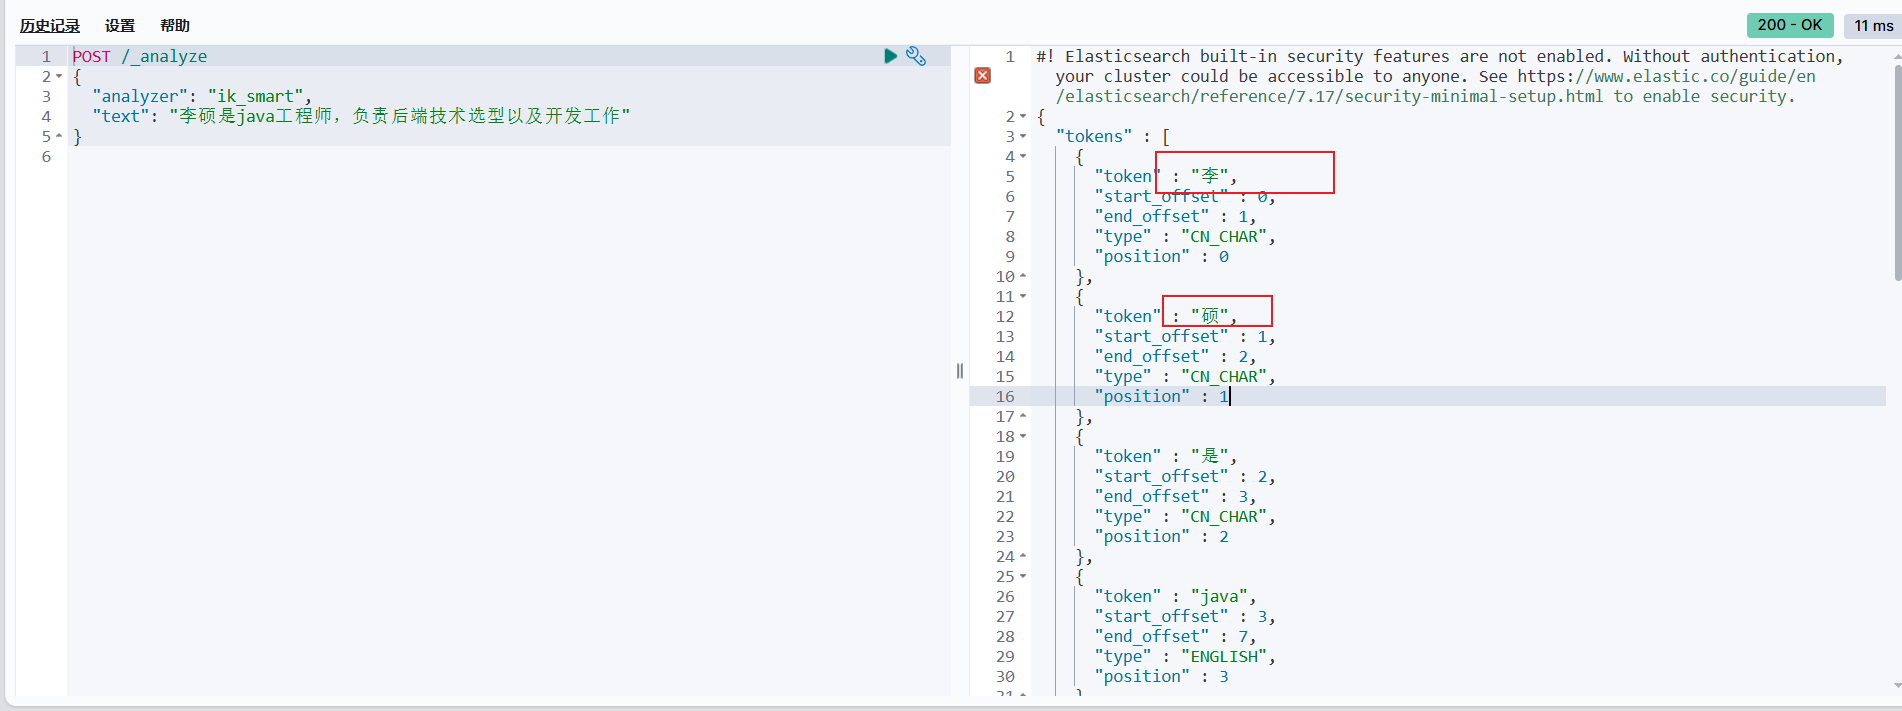 历史记录 设置 帮助
200 - OK 11 ms
1 POST /_analyze
2 {
3 "analyzer": "ik_smart",
4 "text": "李硕是java工程师，负责后端技术选型以及开发工作"
5 }
6
1 #! Elasticsearch built-in security features are not enabled. Without authentication,
your cluster could be accessible to anyone. See https://www.elastic.co/guide/en
/elasticsearch/reference/7.17/security-minimal-setup.html to enable security.
2 {
3 "tokens" : [
4 {
5 "token" : "李",
6 "start_offset" : 0,
7 "end_offset" : 1,
8 "type" : "CN_CHAR",
9 "position" : 0
10 },
11 {
12 "token" : "硕",
13 "start_offset" : 1,
14 "end_offset" : 2,
15 "type" : "CN_CHAR",
16 "position" : 1
17 },
18 {
19 "token" : "是",
20 "start_offset" : 2,
21 "end_offset" : 3,
22 "type" : "CN_CHAR",
23 "position" : 2
24 },
25 {
26 "token" : "java",
27 "start_offset" : 3,
28 "end_offset" : 7,
29 "type" : "ENGLISH",
30 "position" : 3
31 }